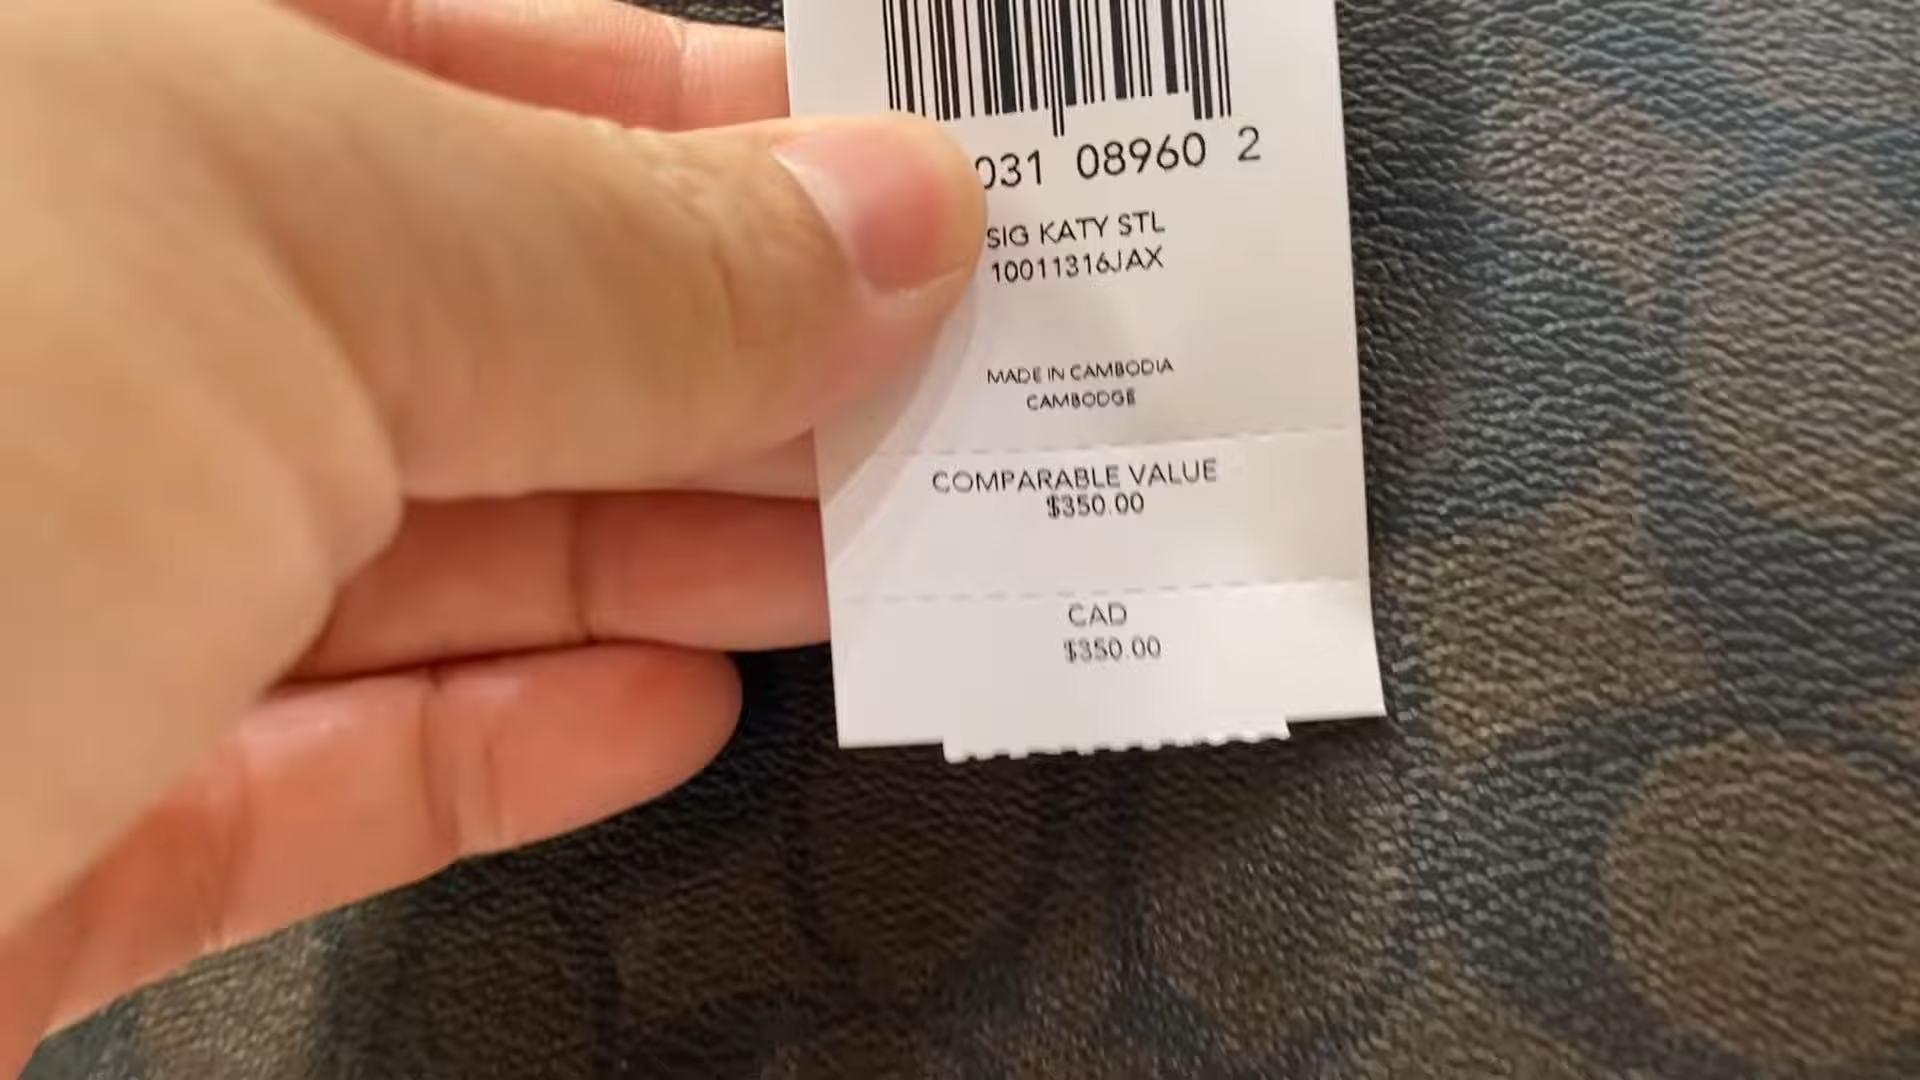 031 08960 2
SIG KATY STL
10011316JAX
MADE IN CAMBODIA
CAMBODGE
COMPARABLE VALUE
$350.00
CAD
$350.00